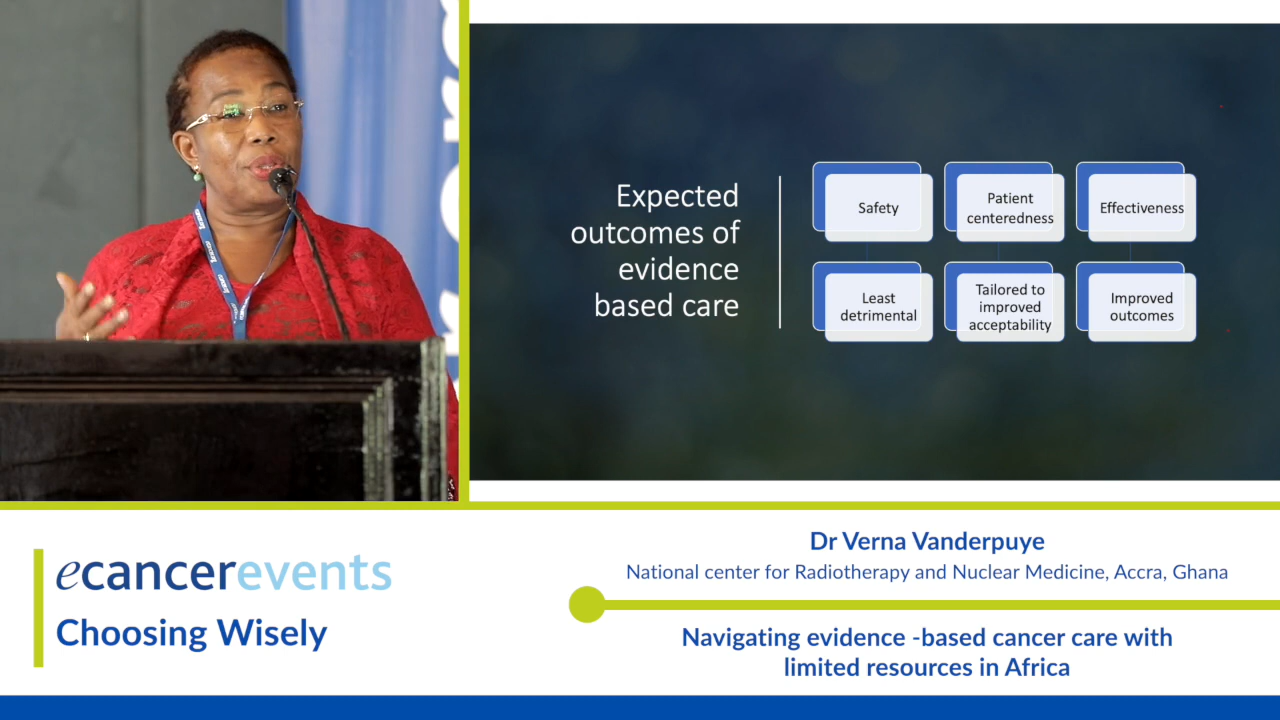 Expected
outcomes of
evidence
based care
Safety
Patient
centeredness
Effectiveness
Least
detrimental
Tailored to
improved
acceptability
Improved
outcomes
ecancerevents
Choosing Wisely
Dr Verna Vanderpuye
National center for Radiotherapy and Nuclear Medicine, Accra, Ghana
Navigating evidence -based cancer care with
limited resources in Africa